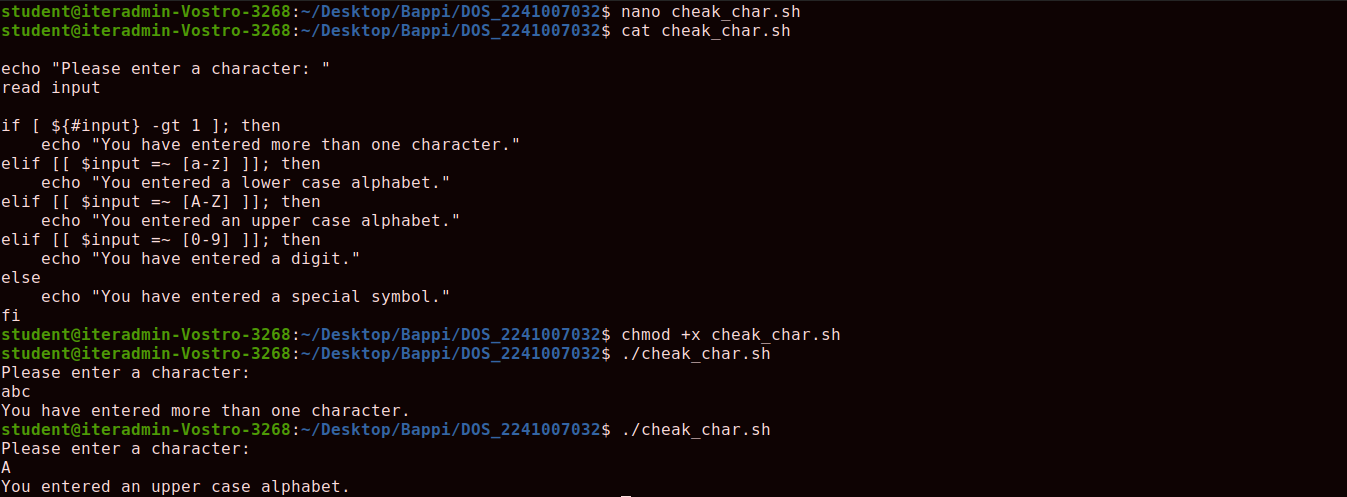 student@iteradmin-Vostro-3268:~/Desktop/Bappi/DOS_2241007032$ nano cheak_char.sh
student@iteradmin-Vostro-3268:~/Desktop/Bappi/DOS_2241007032$ cat cheak_char.sh

echo "Please enter a character: "
read input

if [ ${#input} -gt 1 ]; then
    echo "You have entered more than one character."
elif [[ $input =~ [a-z] ]]; then
    echo "You entered a lower case alphabet."
elif [[ $input =~ [A-Z] ]]; then
    echo "You entered an upper case alphabet."
elif [[ $input =~ [0-9] ]]; then
    echo "You have entered a digit."
else
    echo "You have entered a special symbol."
fi
student@iteradmin-Vostro-3268:~/Desktop/Bappi/DOS_2241007032$ chmod +x cheak_char.sh
student@iteradmin-Vostro-3268:~/Desktop/Bappi/DOS_2241007032$ ./cheak_char.sh
Please enter a character:
abc
You have entered more than one character.
student@iteradmin-Vostro-3268:~/Desktop/Bappi/DOS_2241007032$ ./cheak_char.sh
Please enter a character:
A
You entered an upper case alphabet.